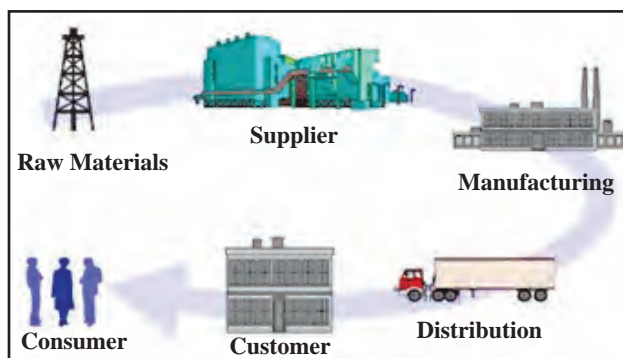 Supplier
Raw Materials
Manufacturing
Consumer
Customer
Distribution